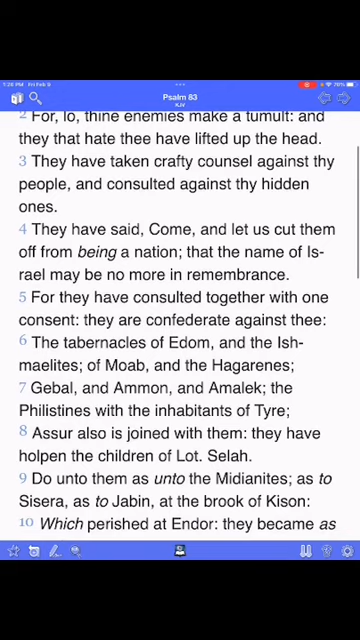 1:26 PM Fri Feb 9
76%
Psalm 83
KJV
2 For, lo, thine enemies make a tumult: and
they that hate thee have lifted up the head.
3 They have taken crafty counsel against thy
people, and consulted against thy hidden
ones.
4 They have said, Come, and let us cut them
off from being a nation; that the name of Is-
rael may be no more in remembrance.
5 For they have consulted together with one
consent: they are confederate against thee:
6 The tabernacles of Edom, and the Ish-
maelites; of Moab, and the Hagarenes;
7 Gebal, and Ammon, and Amalek; the
Philistines with the inhabitants of Tyre;
8 Assur also is joined with them: they have
holpen the children of Lot. Selah.
9 Do unto them as unto the Midianites; as to
Sisera, as to Jabin, at the brook of Kison:
10 Which perished at Endor: they became as